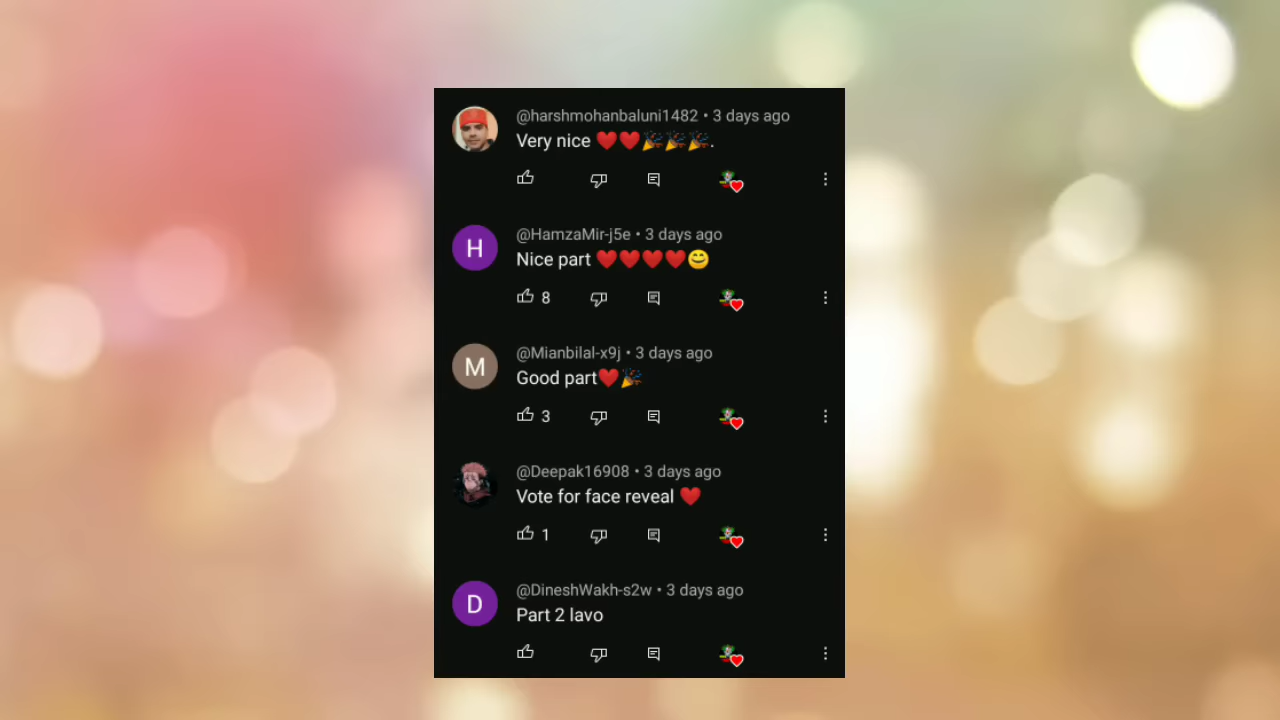 @harshmohanbaluni1482 • 3 days ago
Very nice ❤️❤️🎉🎉🎉.
H
@HamzaMir-j5e • 3 days ago
Nice part ❤️❤️❤️❤️😊
8
M
@Mianbilal-x9j • 3 days ago
Good part❤️🎉
3
@Deepak16908 • 3 days ago
Vote for face reveal ❤️
1
D
@DineshWakh-s2w • 3 days ago
Part 2 lavo